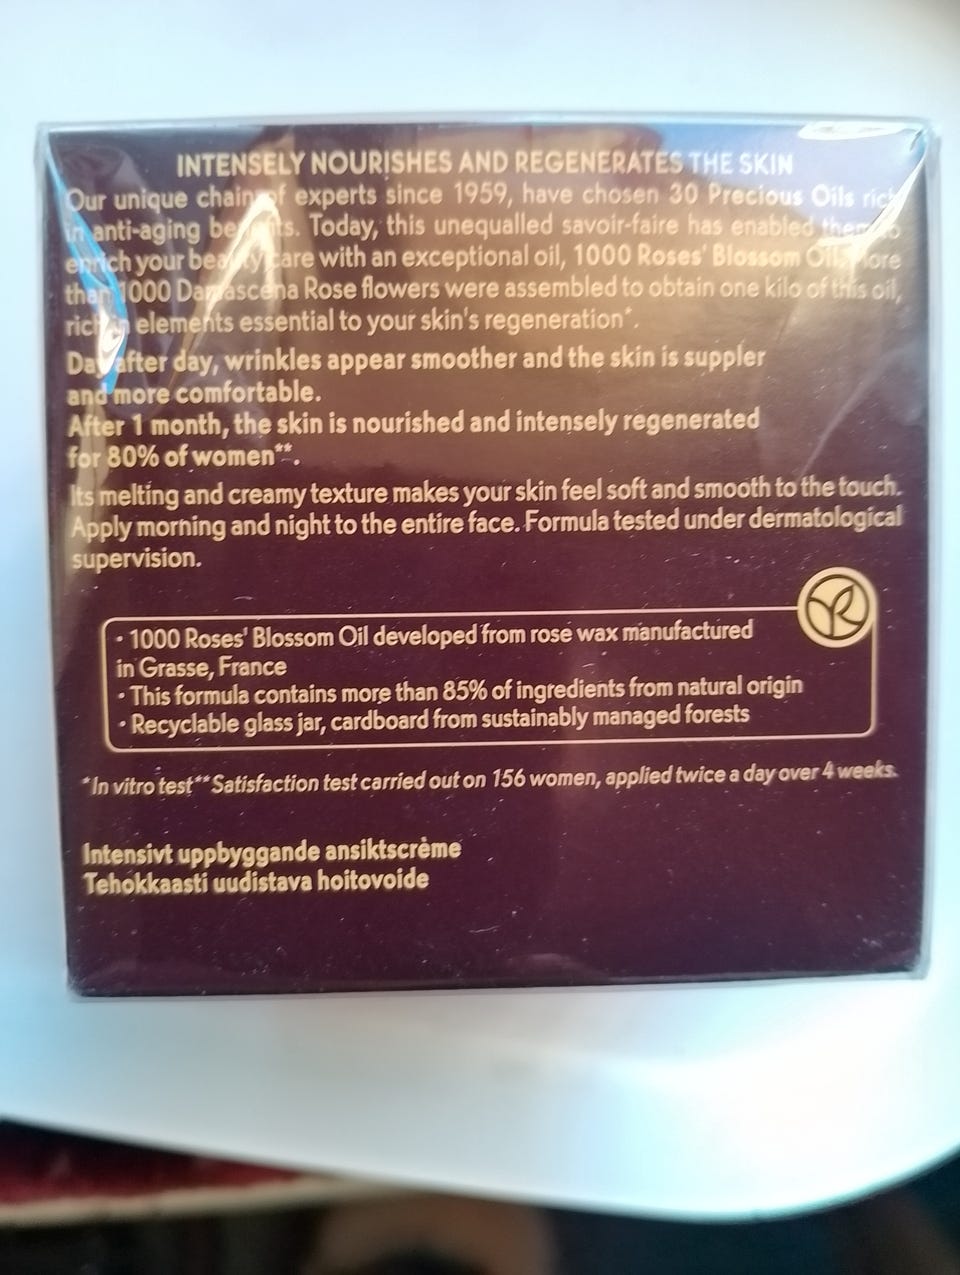 INTENSELY NOURISHES AND REGENERATES THE SKIN
Our unique chain of experts since 1959, have chosen 30 Precious Oils rich
in anti-aging benefits. Today, this unequalled savoir-faire has enabled them to
enrich your beauty care with an exceptional oil, 1000 Roses' Blossom Oil. More
than 1000 Damascena Rose flowers were assembled to obtain one kilo of this oil,
rich in elements essential to your skin's regeneration*.
Day after day, wrinkles appear smoother and the skin is suppler
and more comfortable.
After 1 month, the skin is nourished and intensely regenerated
for 80% of women**.
Its melting and creamy texture makes your skin feel soft and smooth to the touch.
Apply morning and night to the entire face. Formula tested under dermatological
supervision.
• 1000 Roses' Blossom Oil developed from rose wax manufactured
in Grasse, France
• This formula contains more than 85% of ingredients from natural origin
• Recyclable glass jar, cardboard from sustainably managed forests
*In vitro test**Satisfaction test carried out on 156 women, applied twice a day over 4 weeks.
Intensivt uppbyggande ansiktscrème
Tehokkaasti uudistava hoitovoide